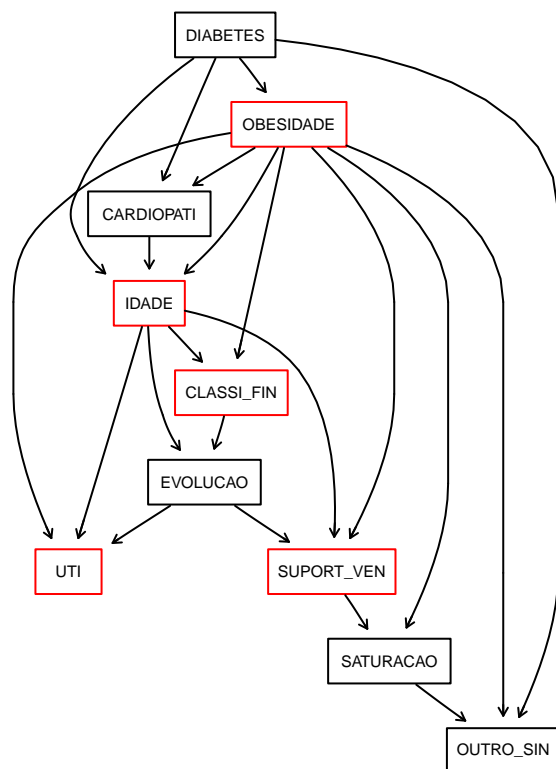 DIABETES
OBESIDADE
CARDIOPATI
IDADE
CLASSI_FIN
EVOLUCAO
UTI
SUPORT_VEN
SATURACAO
OUTRO_SIN